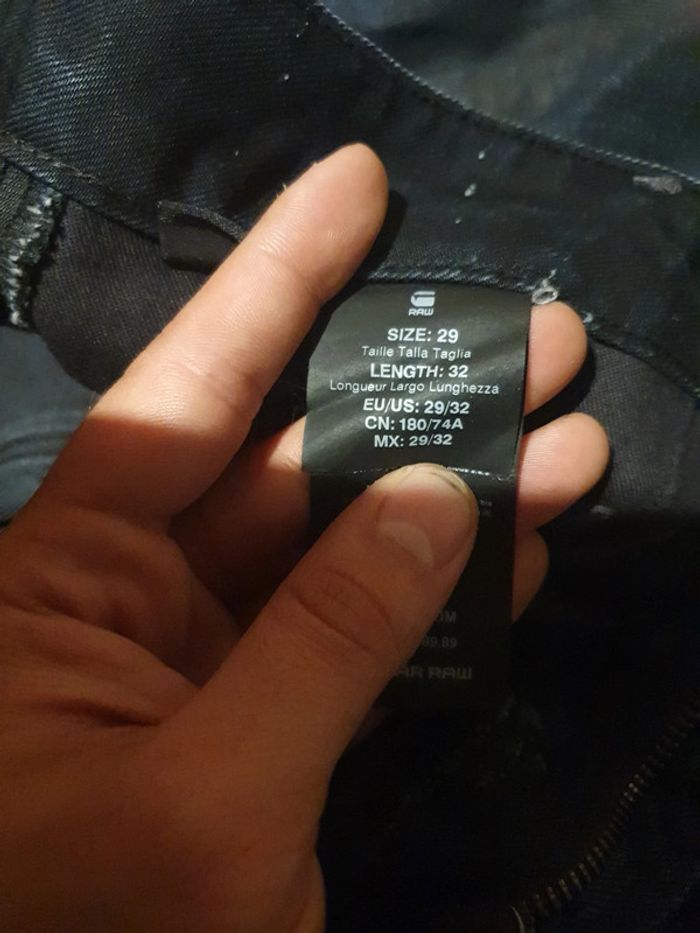 RAW
SIZE: 29
Taille Talla Taglia
LENGTH: 32
Longueur Largo Lunghezza
EU/US: 29/32
CN: 180/74A
MX: 29/32
RAW